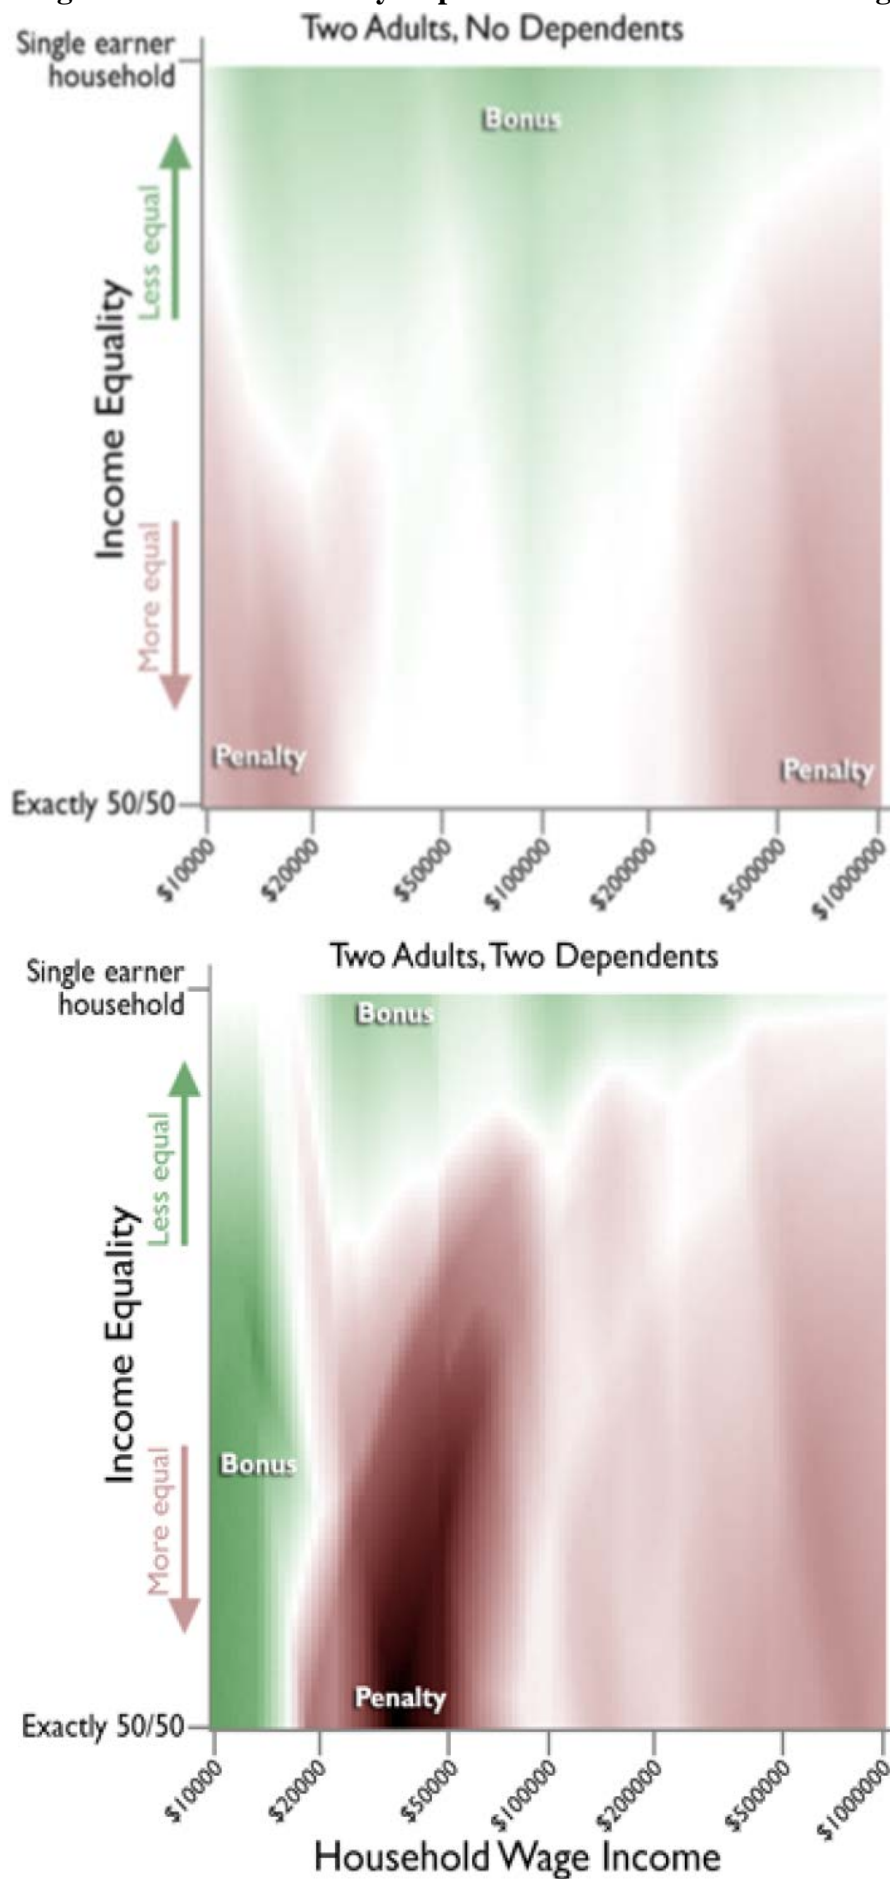 Two Adults, No Dependents
Single earner
household
Bonus
Less equal
Income Equality
More equal
Penalty
Penalty
Exactly 50/50
$10000
$20000
$50000
$100000
$200000
$500000
$1000000
Two Adults, Two Dependents
Single earner
household
Bonus
Less equal
Income Equality
Bonus
More equal
Penalty
Exactly 50/50
$10000
$20000
$50000
$100000
$200000
$500000
$1000000
Household Wage Income